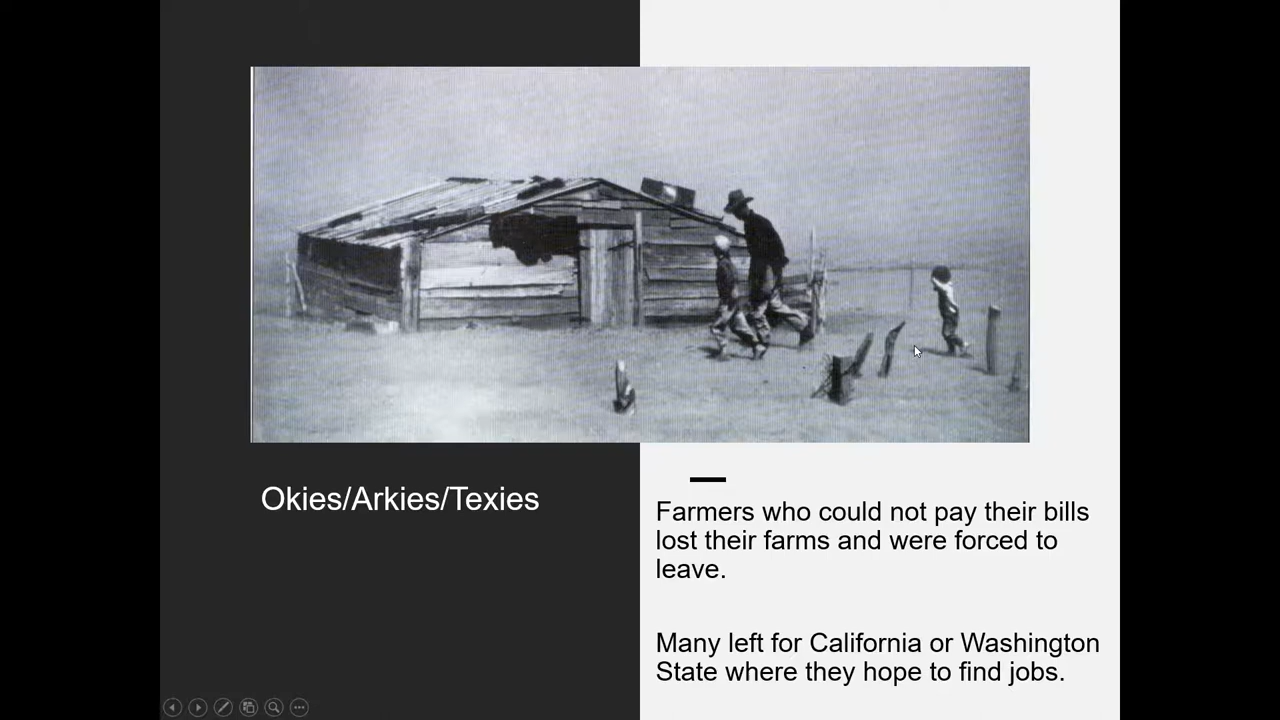 Okies/Arkies/Texies
Farmers who could not pay their bills
lost their farms and were forced to
leave.
Many left for California or Washington
State where they hope to find jobs.